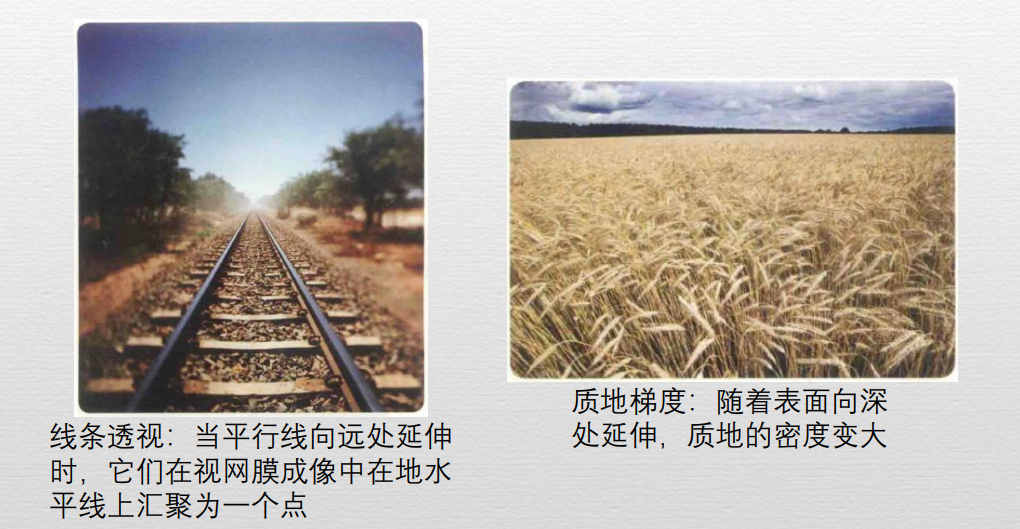 线条透视：当平行线向远处延伸
时，它们在视网膜成像中在地水
平线上汇聚为一个点
质地梯度：随着表面向深
处延伸，质地的密度变大